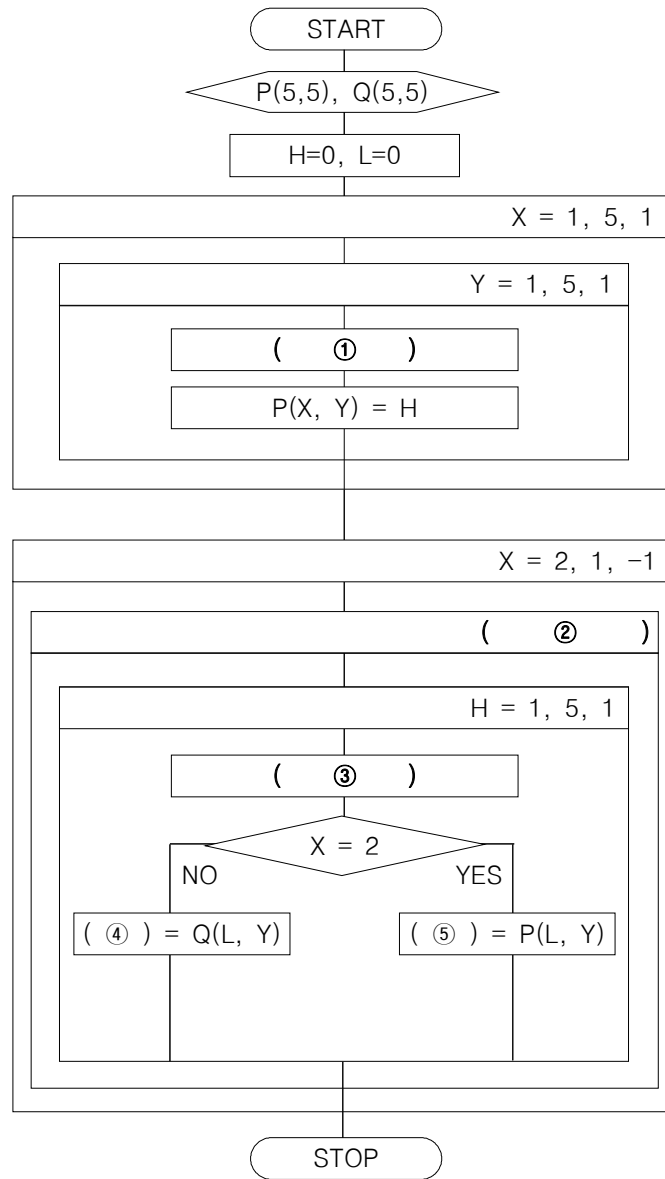 START
P(5,5), Q(5,5)
H=0, L=0
X = 1, 5, 1
Y = 1, 5, 1
( ① )
P(X, Y) = H
X = 2, 1, −1
( ② )
H = 1, 5, 1
( ③ )
X = 2
NO YES
( ④ ) = Q(L, Y) ( ⑤ ) = P(L, Y)
STOP